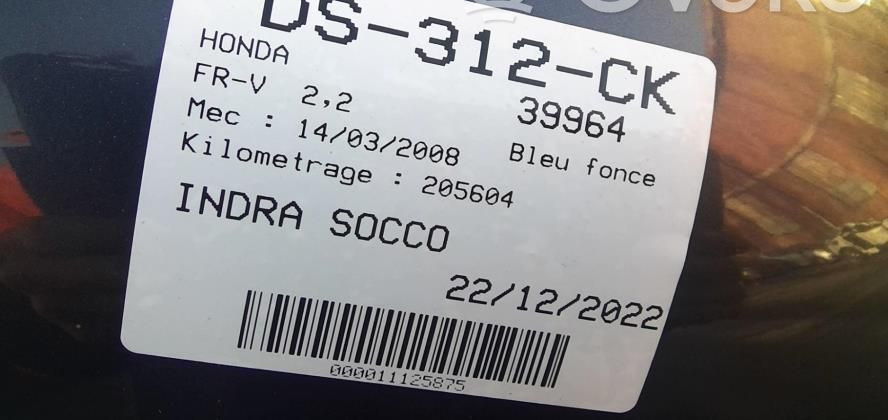 DS-312-CK
HONDA
39964
FR-V 2,2
Bleu fonce
Mec : 14/03/2008
Kilometrage : 205604
INDRA SOCCO
22/12/2022
000011125875